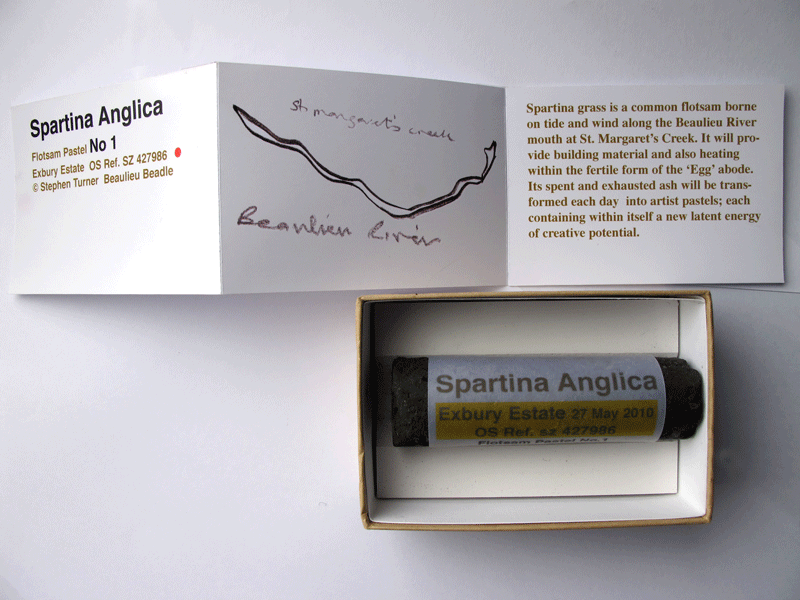 Spartina Anglica
Flotsam Pastel No 1
Exbury Estate OS Ref. SZ 427986
© Stephen Turner Beaulieu Beadle
St. Margaret's Creek
Beaulieu River
Spartina grass is a common flotsam borne
on tide and wind along the Beaulieu River
mouth at St. Margaret's Creek. It will pro-
vide building material and also heating
within the fertile form of the 'Egg' abode.
Its spent and exhausted ash will be trans-
formed each day into artist pastels; each
containing within itself a new latent energy
of creative potential.
Spartina Anglica
Exbury Estate 27 May 2010
OS Ref. sz 427986
Flotsam Pastel No.1